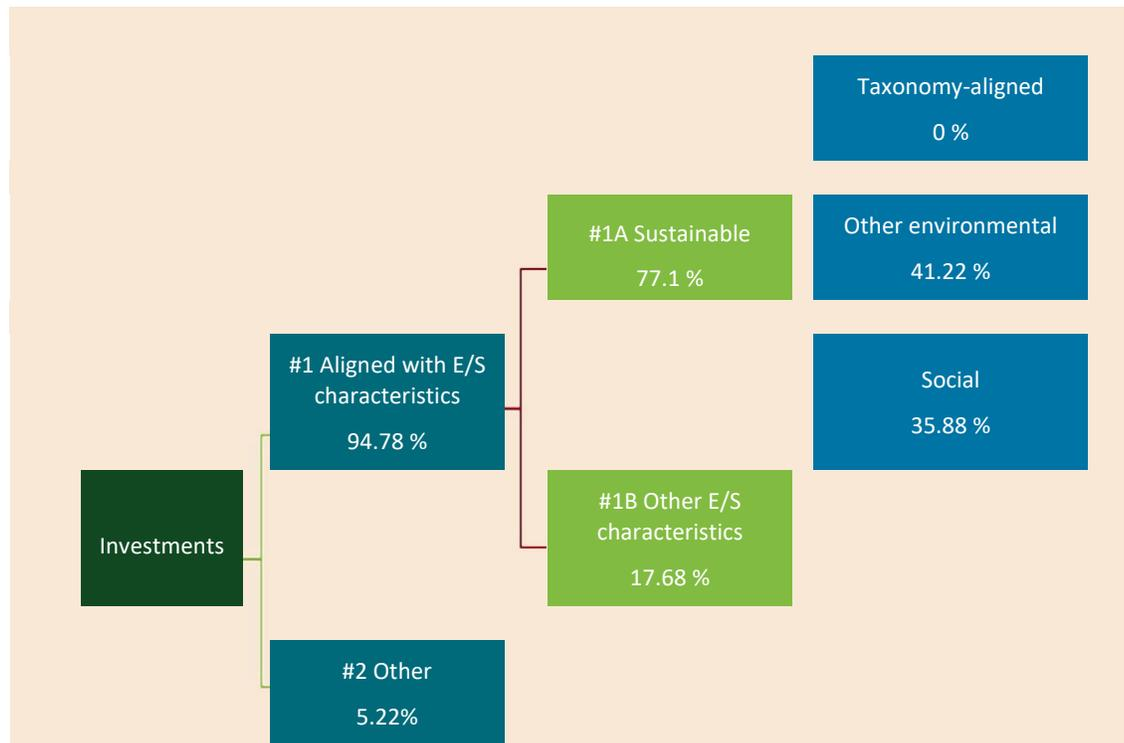 Taxonomy-aligned
0 %
#1A Sustainable
77.1 %
Other environmental
41.22 %
#1 Aligned with E/S
characteristics
94.78 %
Social
35.88 %
Investments
#1B Other E/S
characteristics
17.68 %
#2 Other
5.22%